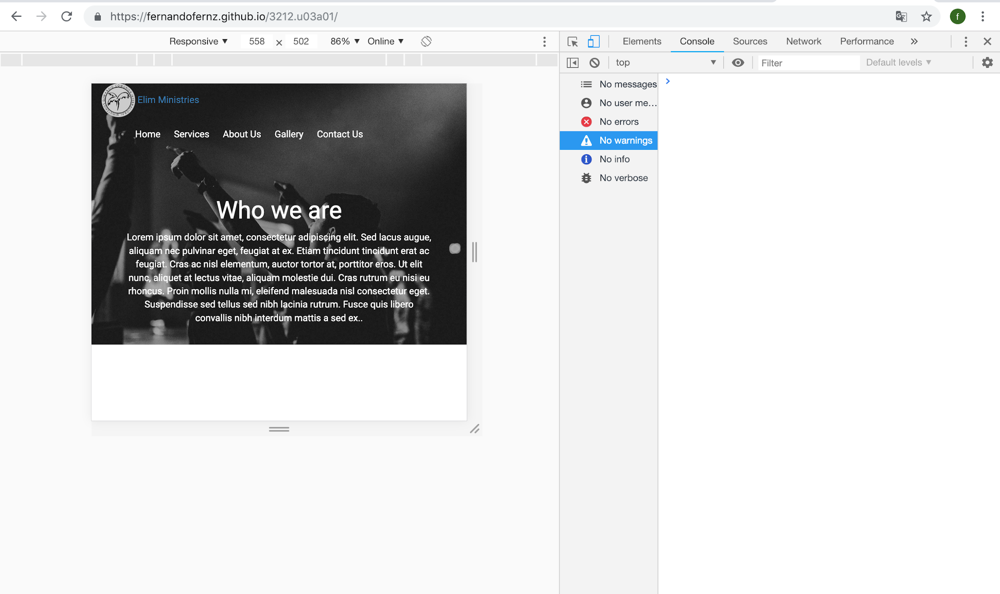 https://fernandofernz.github.io/3212.u03a01/
f
Responsive ▼ 558 × 502 86% ▼ Online ▼
Elements Console Sources Network Performance »
top ▼ Filter Default levels ▼
No messages
No user me...
No errors
No warnings
No info
No verbose
Elim Ministries
Home Services About Us Gallery Contact Us
Who we are
Lorem ipsum dolor sit amet, consectetur adipiscing elit. Sed lacus augue,
aliquam nec pulvinar eget, feugiat at ex. Etiam tincidunt tincidunt erat ac
feugiat. Cras ac nisl elementum, auctor tortor at, porttitor eros. Ut elit
nunc, aliquet at lectus vitae, aliquam molestie dui. Cras rutrum eu nisi eu
rhoncus. Proin mollis nulla mi, eleifend malesuada nisl consectetur eget.
Suspendisse sed tellus sed nibh lacinia rutrum. Fusce quis libero
convallis nibh interdum mattis a sed ex..